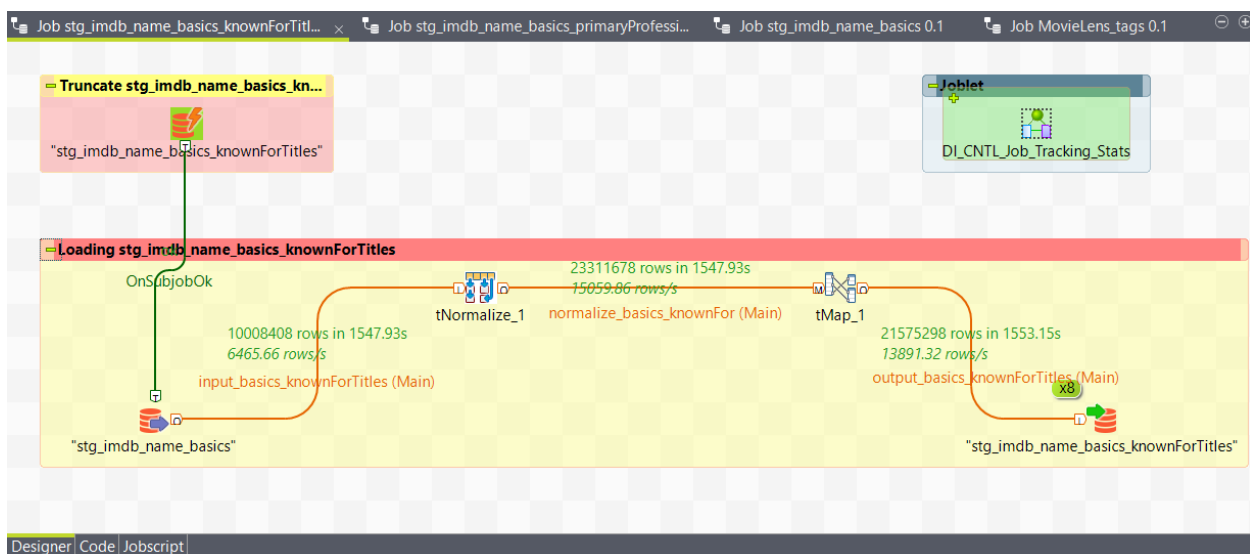 Job stg_imdb_name_basics_knownForTitl...
Job stg_imdb_name_basics_primaryProfessi...
Job stg_imdb_name_basics 0.1
Job MovieLens_tags 0.1
Truncate stg_imdb_name_basics_kn...
"stg_imdb_name_basics_knownForTitles"
Joblet
DI_CNTL_Job_Tracking_Stats
Loading stg_imdb_name_basics_knownForTitles
OnSubjobOk
23311678 rows in 1547.93s
15059.86 rows/s
normalize_basics_knownFor (Main)
tNormalize_1
tMap_1
10008408 rows in 1547.93s
6465.66 rows/s
input_basics_knownForTitles (Main)
21575298 rows in 1553.15s
13891.32 rows/s
output_basics_knownForTitles (Main)
x8
"stg_imdb_name_basics"
"stg_imdb_name_basics_knownForTitles"
Designer
Code
Jobscript